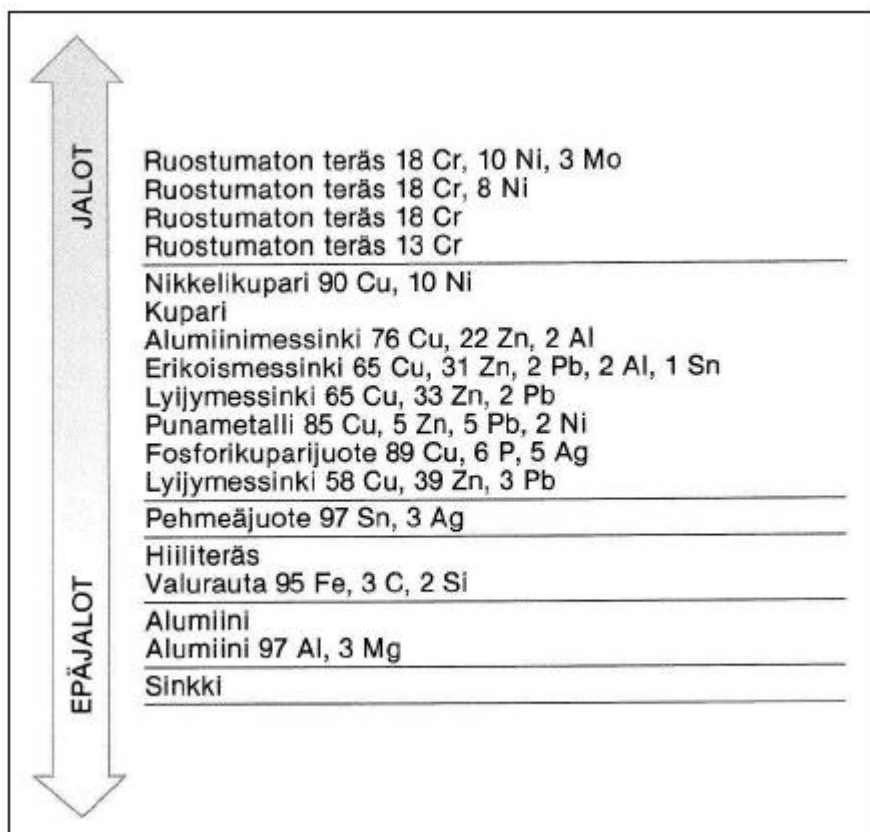 JALOT
Ruostumaton teräs 18 Cr, 10 Ni, 3 Mo
Ruostumaton teräs 18 Cr, 8 Ni
Ruostumaton teräs 18 Cr
Ruostumaton teräs 13 Cr
Nikkelikupari 90 Cu, 10 Ni
Kupari
Alumiinimessinki 76 Cu, 22 Zn, 2 Al
Erikoismessinki 65 Cu, 31 Zn, 2 Pb, 2 Al, 1 Sn
Lyijymessinki 65 Cu, 33 Zn, 2 Pb
Punametalli 85 Cu, 5 Zn, 5 Pb, 2 Ni
Fosforikuparijuote 89 Cu, 6 P, 5 Ag
Lyijymessinki 58 Cu, 39 Zn, 3 Pb
Pehmeäjuote 97 Sn, 3 Ag
EPÄJALOT
Hiiliteräs
Valurauta 95 Fe, 3 C, 2 Si
Alumiini
Alumiini 97 Al, 3 Mg
Sinkki